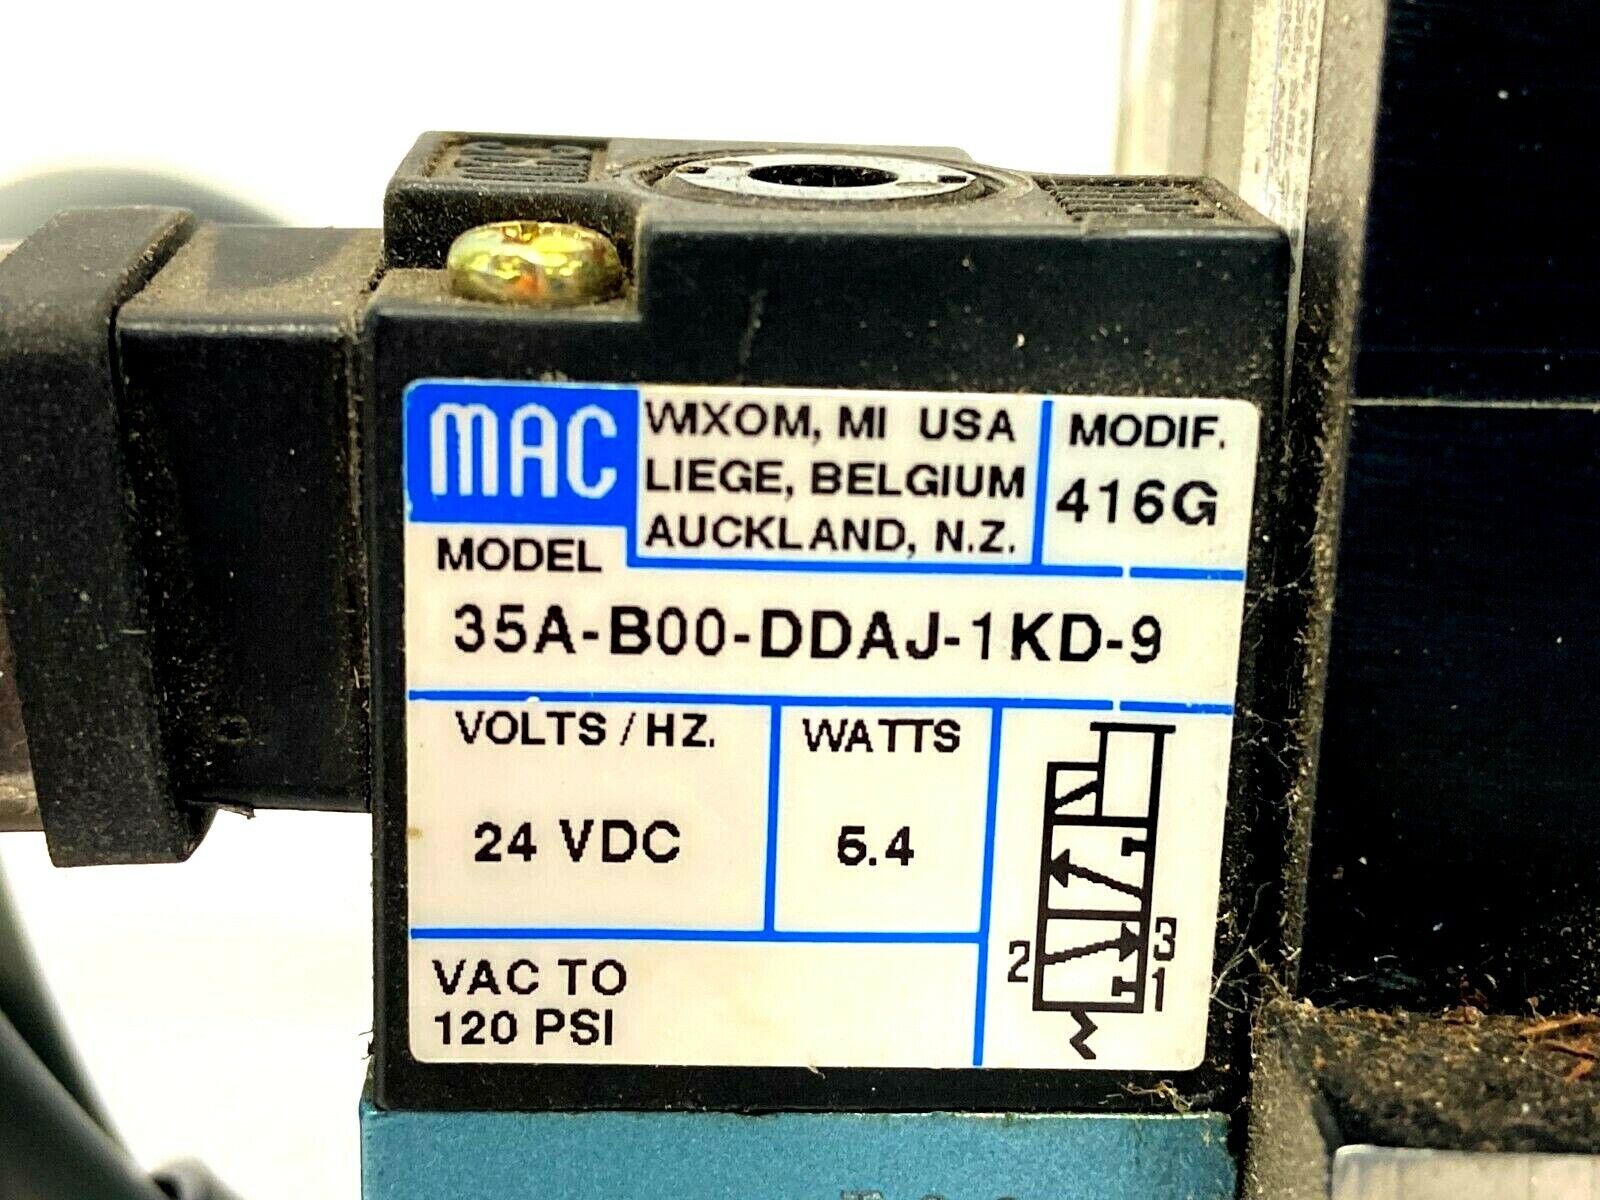 MAC
WIXOM, MI USA
LIEGE, BELGIUM
AUCKLAND, N.Z.
MODIF.
416G
MODEL
35A-B00-DDAJ-1KD-9
VOLTS/HZ.
24 VDC
WATTS
5.4
VAC TO
120 PSI
2
3
1